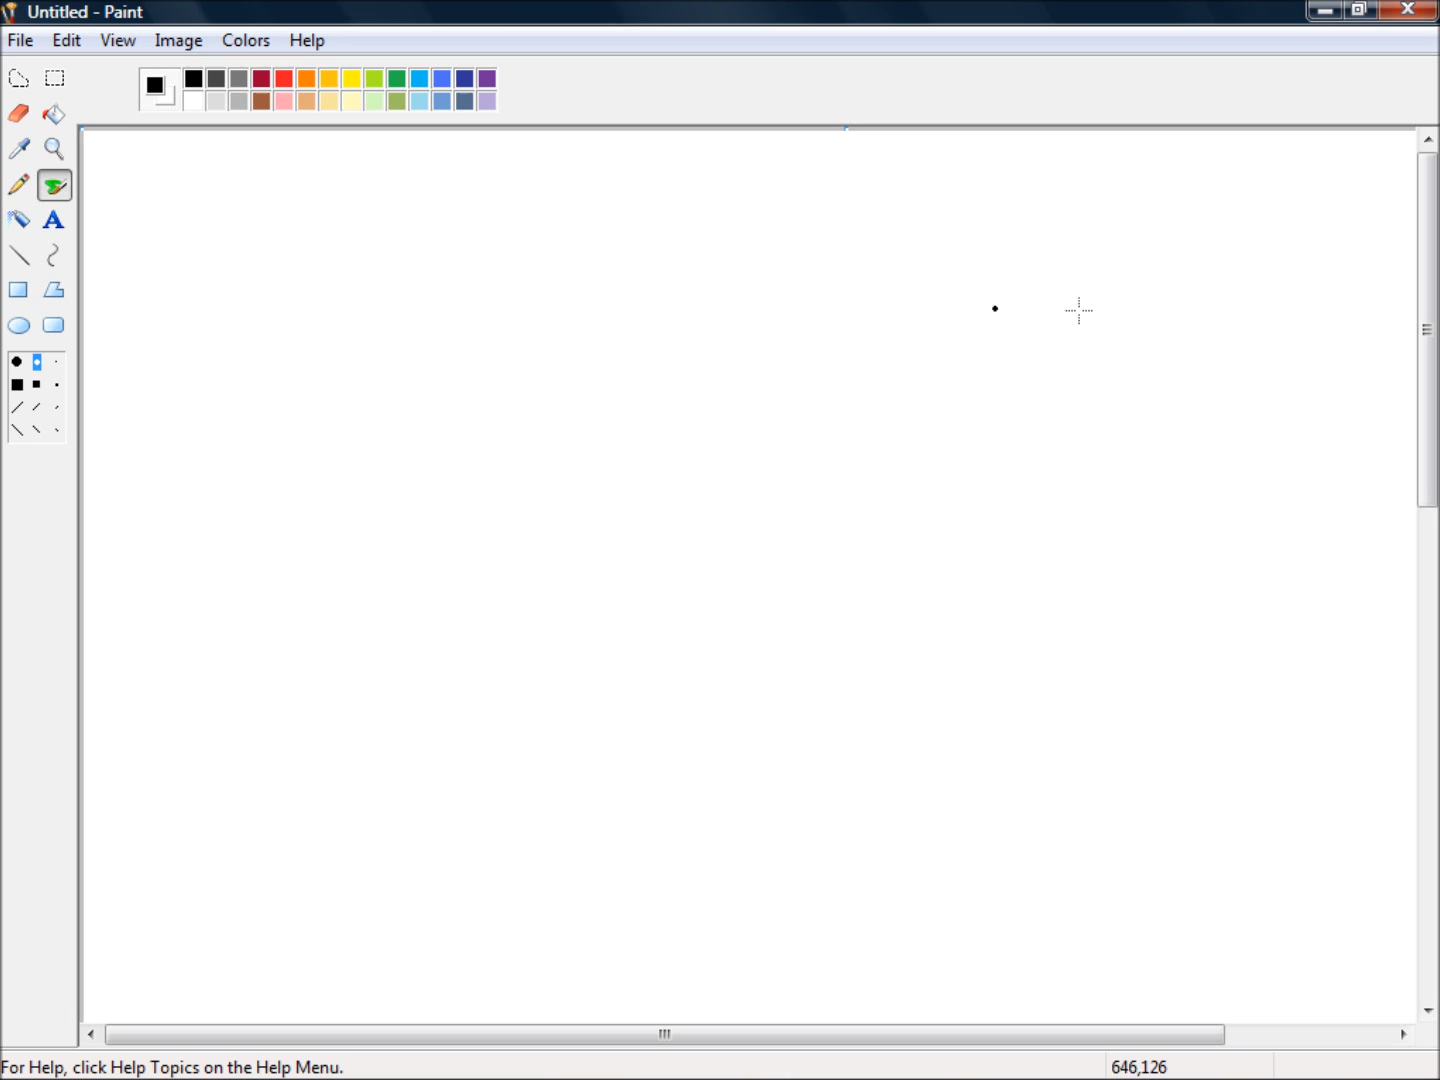 Untitled - Paint
File Edit View Image Colors Help
A
For Help, click Help Topics on the Help Menu.
646,126